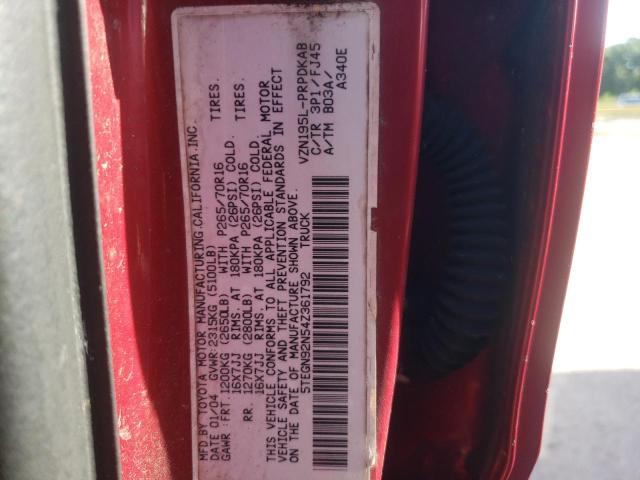 MFD.BY TOYOTA MOTOR MANUFACTURING.CALIFORNIA.INC.
DATE 01/04 GVWR:2315KG (5100LB)
GAWR :FRT.1200KG (2650LB) WITH P265/70R16 TIRES.
16X7JJ RIMS. AT 180KPA (26PSI) COLD.
RR. 1270KG (2800LB) WITH P265/70R16 TIRES.
16X7JJ RIMS. AT 180KPA (26PSI) COLD.
THIS VEHICLE CONFORMS TO ALL APPLICABLE FEDERAL MOTOR
VEHICLE SAFETY AND THEFT PREVENTION STANDARDS IN EFFECT
ON THE DATE OF MANUFACTURE SHOWN ABOVE.
5TEGN92N54Z361792 TRUCK
VZN195L-PRPDKAB
C/TR 3P1/FJ45
A/TM B03A/
A340E